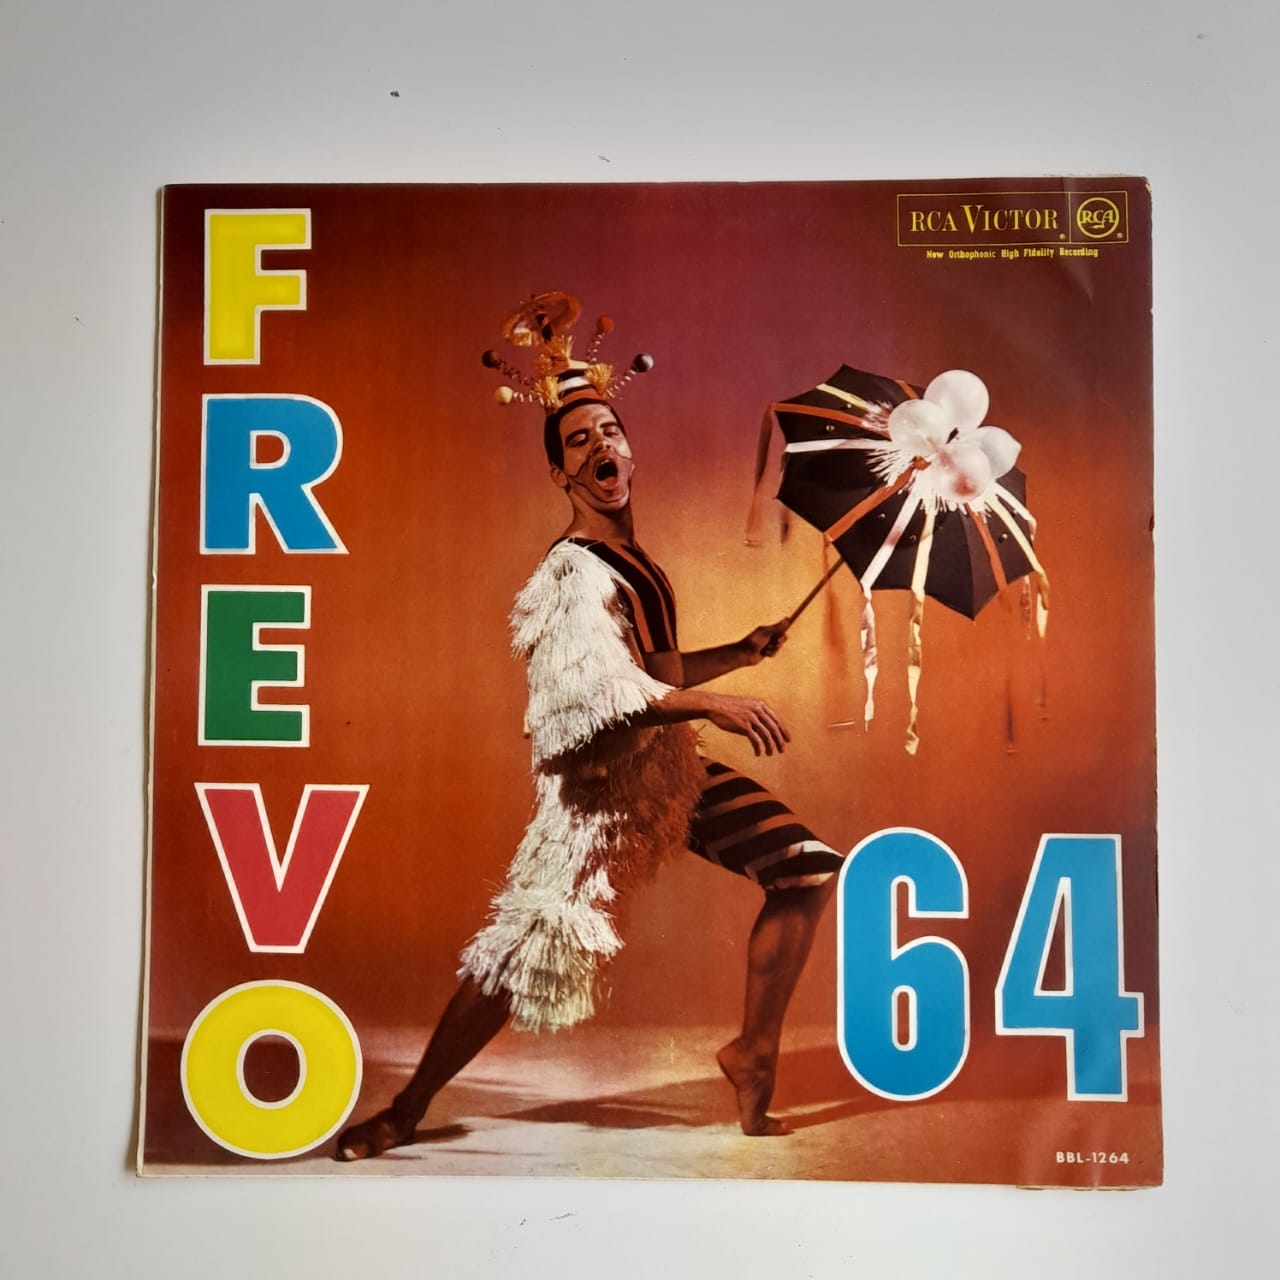 FREVO
RCA VICTOR ® RCA ®
New Orthophonic High Fidelity Recording
64
BBL-1264